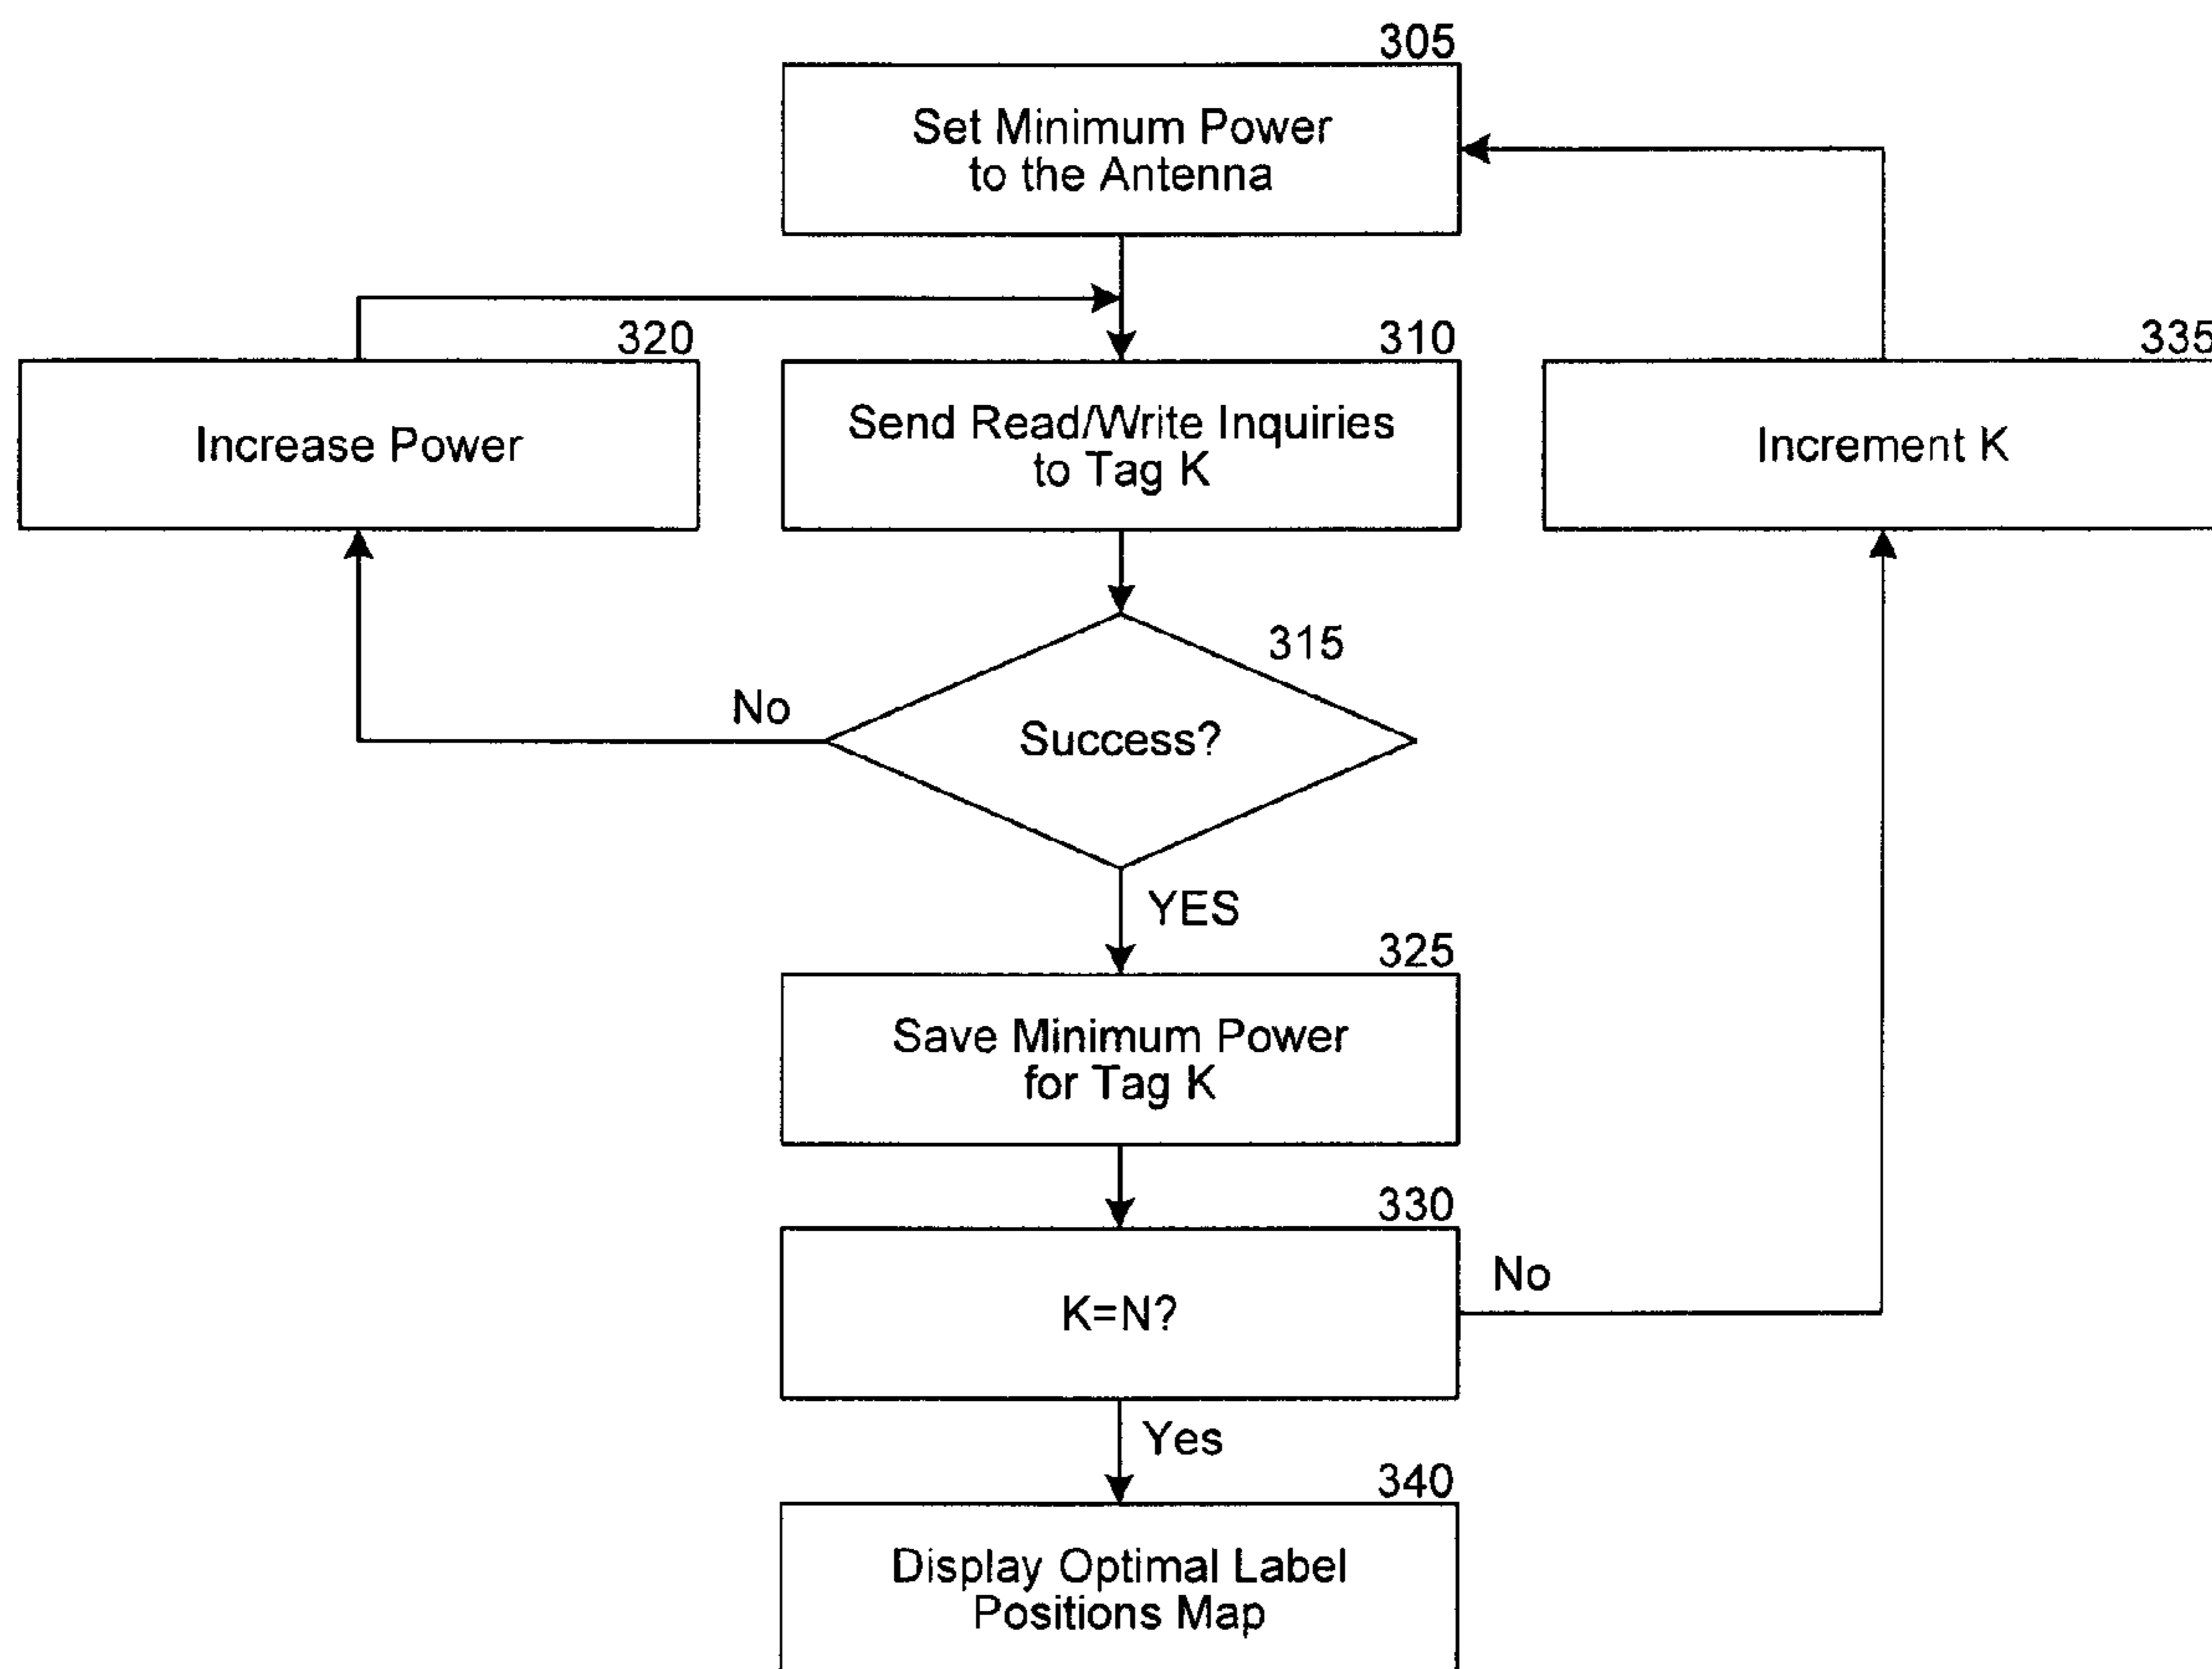 305
Set Minimum Power
to the Antenna
320
Increase Power
310
Send Read/Write Inquiries
to Tag K
335
Increment K
315
Success?
No
YES
325
Save Minimum Power
for Tag K
330
K=N?
No
Yes
340
Display Optimal Label
Positions Map